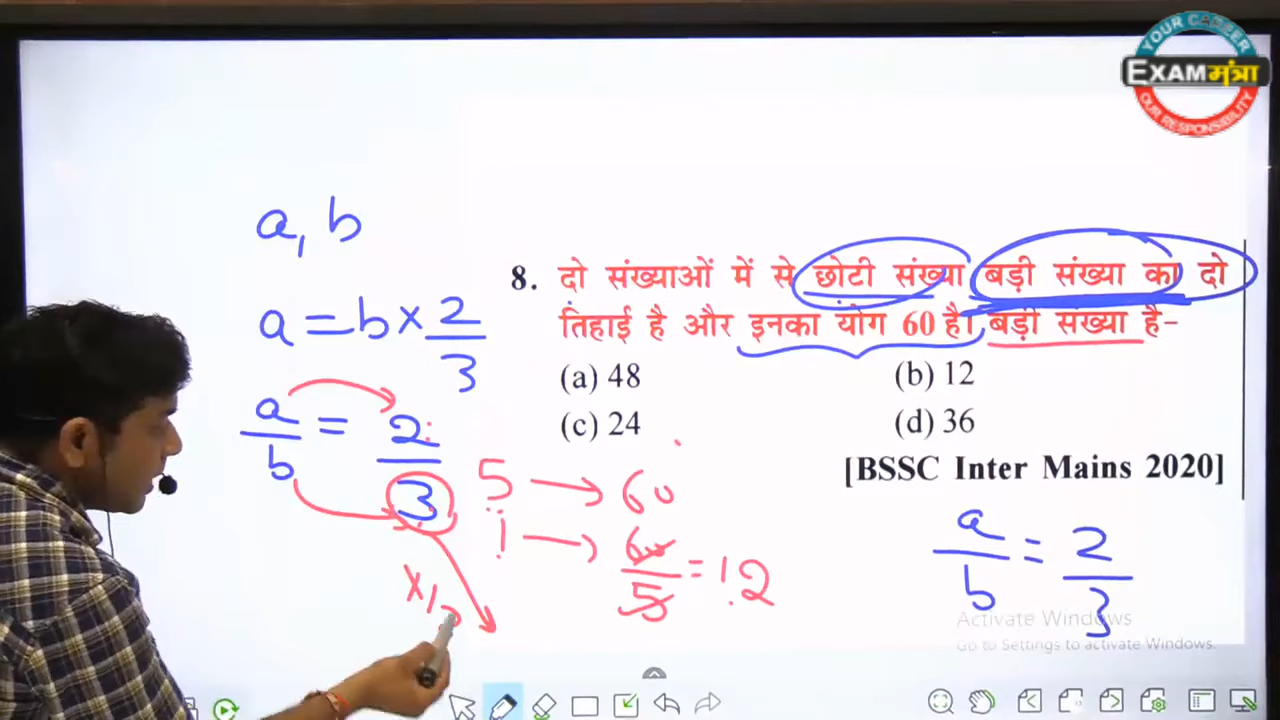 YOUR CAREER
EXAMमंत्रा
OUR RESPONSIBILITY
a, b
a = b × 2/3
a/b = 2/3
×12
8. दो संख्याओं में से छोटी संख्या बड़ी संख्या का दो
तिहाई है और इनका योग 60 है। बड़ी संख्या है-
(a) 48 (b) 12
(c) 24 (d) 36
[BSSC Inter Mains 2020]
5 → 60
1 → 60/5 = 12
a/b = 2/3
Activate Windows
Go to Settings to activate Windows.